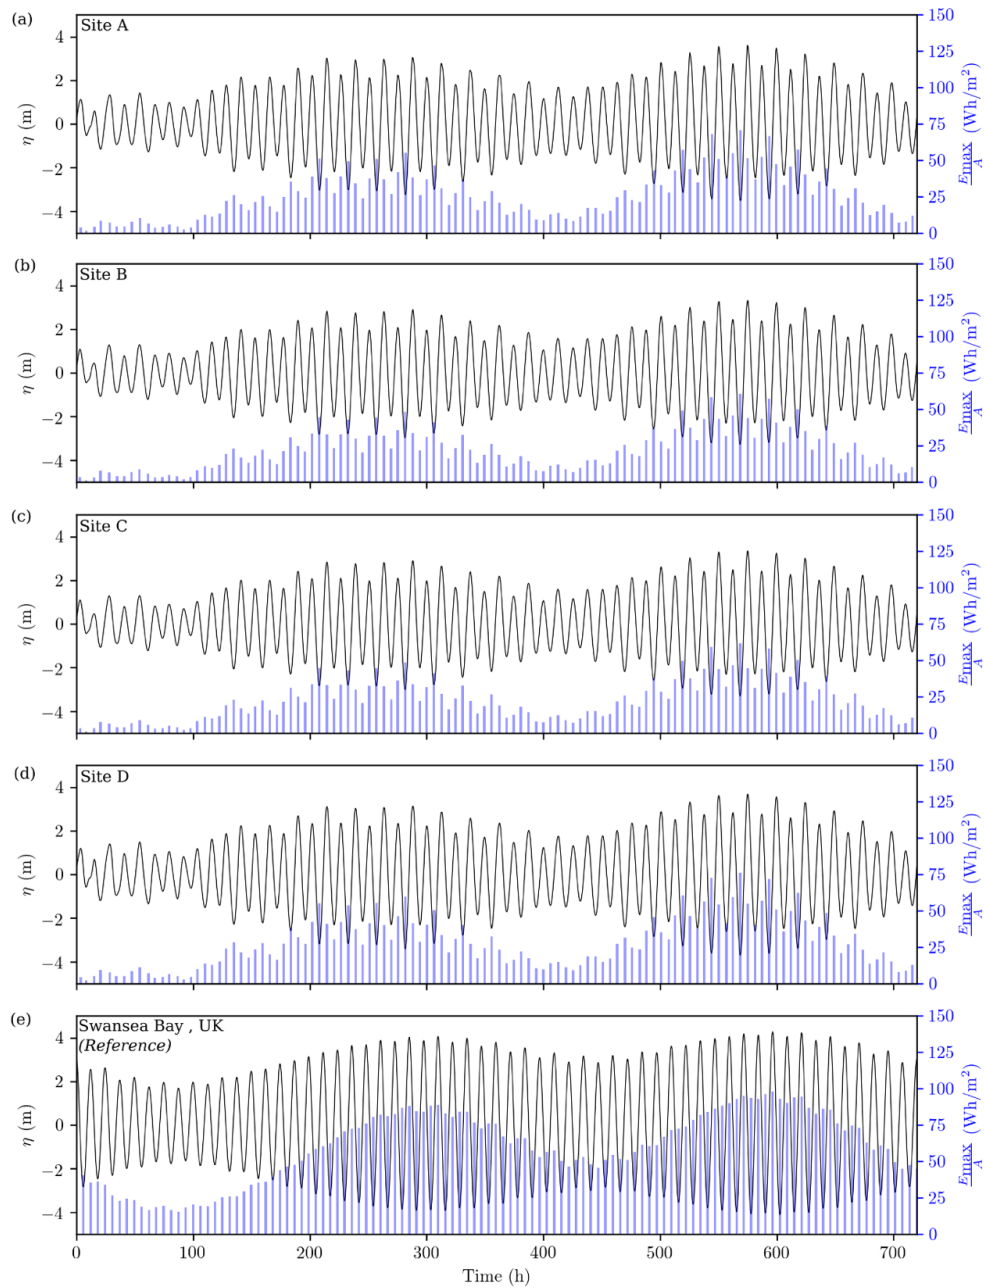 (a)
Site A
4
2
0
−2
−4
η (m)
150
125
100
75
50
25
0
Emax/A (Wh/m²)
(b)
Site B
4
2
0
−2
−4
η (m)
150
125
100
75
50
25
0
Emax/A (Wh/m²)
(c)
Site C
4
2
0
−2
−4
η (m)
150
125
100
75
50
25
0
Emax/A (Wh/m²)
(d)
Site D
4
2
0
−2
−4
η (m)
150
125
100
75
50
25
0
Emax/A (Wh/m²)
(e)
Swansea Bay , UK
(Reference)
4
2
0
−2
−4
η (m)
150
125
100
75
50
25
0
Emax/A (Wh/m²)
0 100 200 300 400 500 600 700
Time (h)